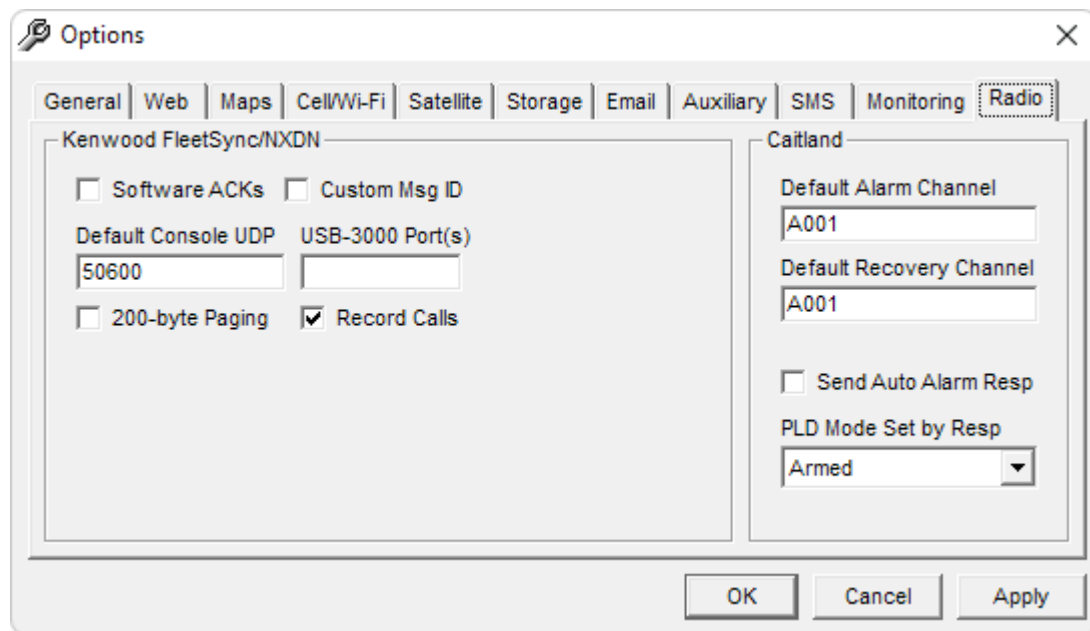 Options
General Web Maps Cell/Wi-Fi Satellite Storage Email Auxiliary SMS Monitoring Radio
Kenwood FleetSync/NXDN
Software ACKs Custom Msg ID
Default Console UDP USB-3000 Port(s)
50600
200-byte Paging Record Calls
Caitland
Default Alarm Channel
A001
Default Recovery Channel
A001
Send Auto Alarm Resp
PLD Mode Set by Resp
Armed
OK Cancel Apply